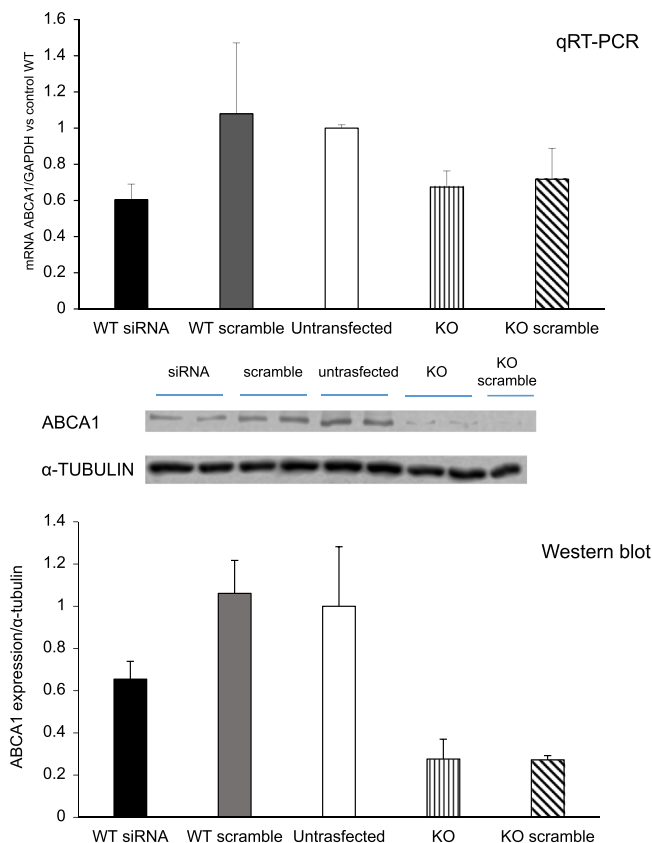 qRT-PCR
mRNA ABCA1/GAPDH vs control WT
1.6
1.4
1.2
1
0.8
0.6
0.4
0.2
0
WT siRNA WT scramble Untransfected KO KO scramble
siRNA scramble untrasfected KO KO
scramble
ABCA1
α-TUBULIN
Western blot
ABCA1 expression/α-tubulin
1.4
1.2
1
0.8
0.6
0.4
0.2
0
WT siRNA WT scramble Untrasfected KO KO scramble